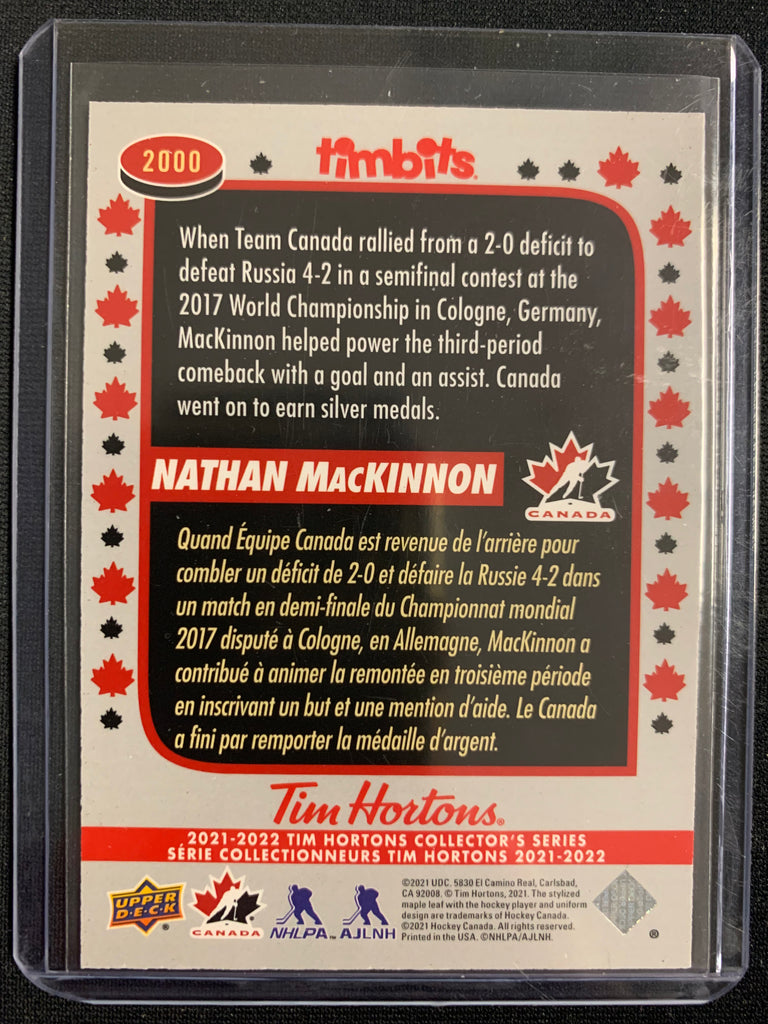 2000
timbits
When Team Canada rallied from a 2-0 deficit to
defeat Russia 4-2 in a semifinal contest at the
2017 World Championship in Cologne, Germany,
MacKinnon helped power the third-period
comeback with a goal and an assist. Canada
went on to earn silver medals.
NATHAN MacKINNON
CANADA
Quand Équipe Canada est revenue de l'arrière pour
combler un déficit de 2-0 et défaire la Russie 4-2 dans
un match en demi-finale du Championnat mondial
2017 disputé à Cologne, en Allemagne, MacKinnon a
contribué à animer la remontée en troisième période
en inscrivant un but et une mention d'aide. Le Canada
a fini par remporter la médaille d'argent.
Tim Hortons®
2021-2022 TIM HORTONS COLLECTOR'S SERIES
SÉRIE COLLECTIONNEURS TIM HORTONS 2021-2022
UPPER DECK ®
CANADA
NHLPA™ AJLNH
©2021 UDC. 5830 El Camino Real, Carlsbad,
CA 92008. © Tim Hortons, 2021. The stylized
maple leaf with the hockey player and uniform
design are trademarks of Hockey Canada.
©2021 Hockey Canada. All rights reserved.
Printed in the USA. ©NHLPA/AJLNH.
®